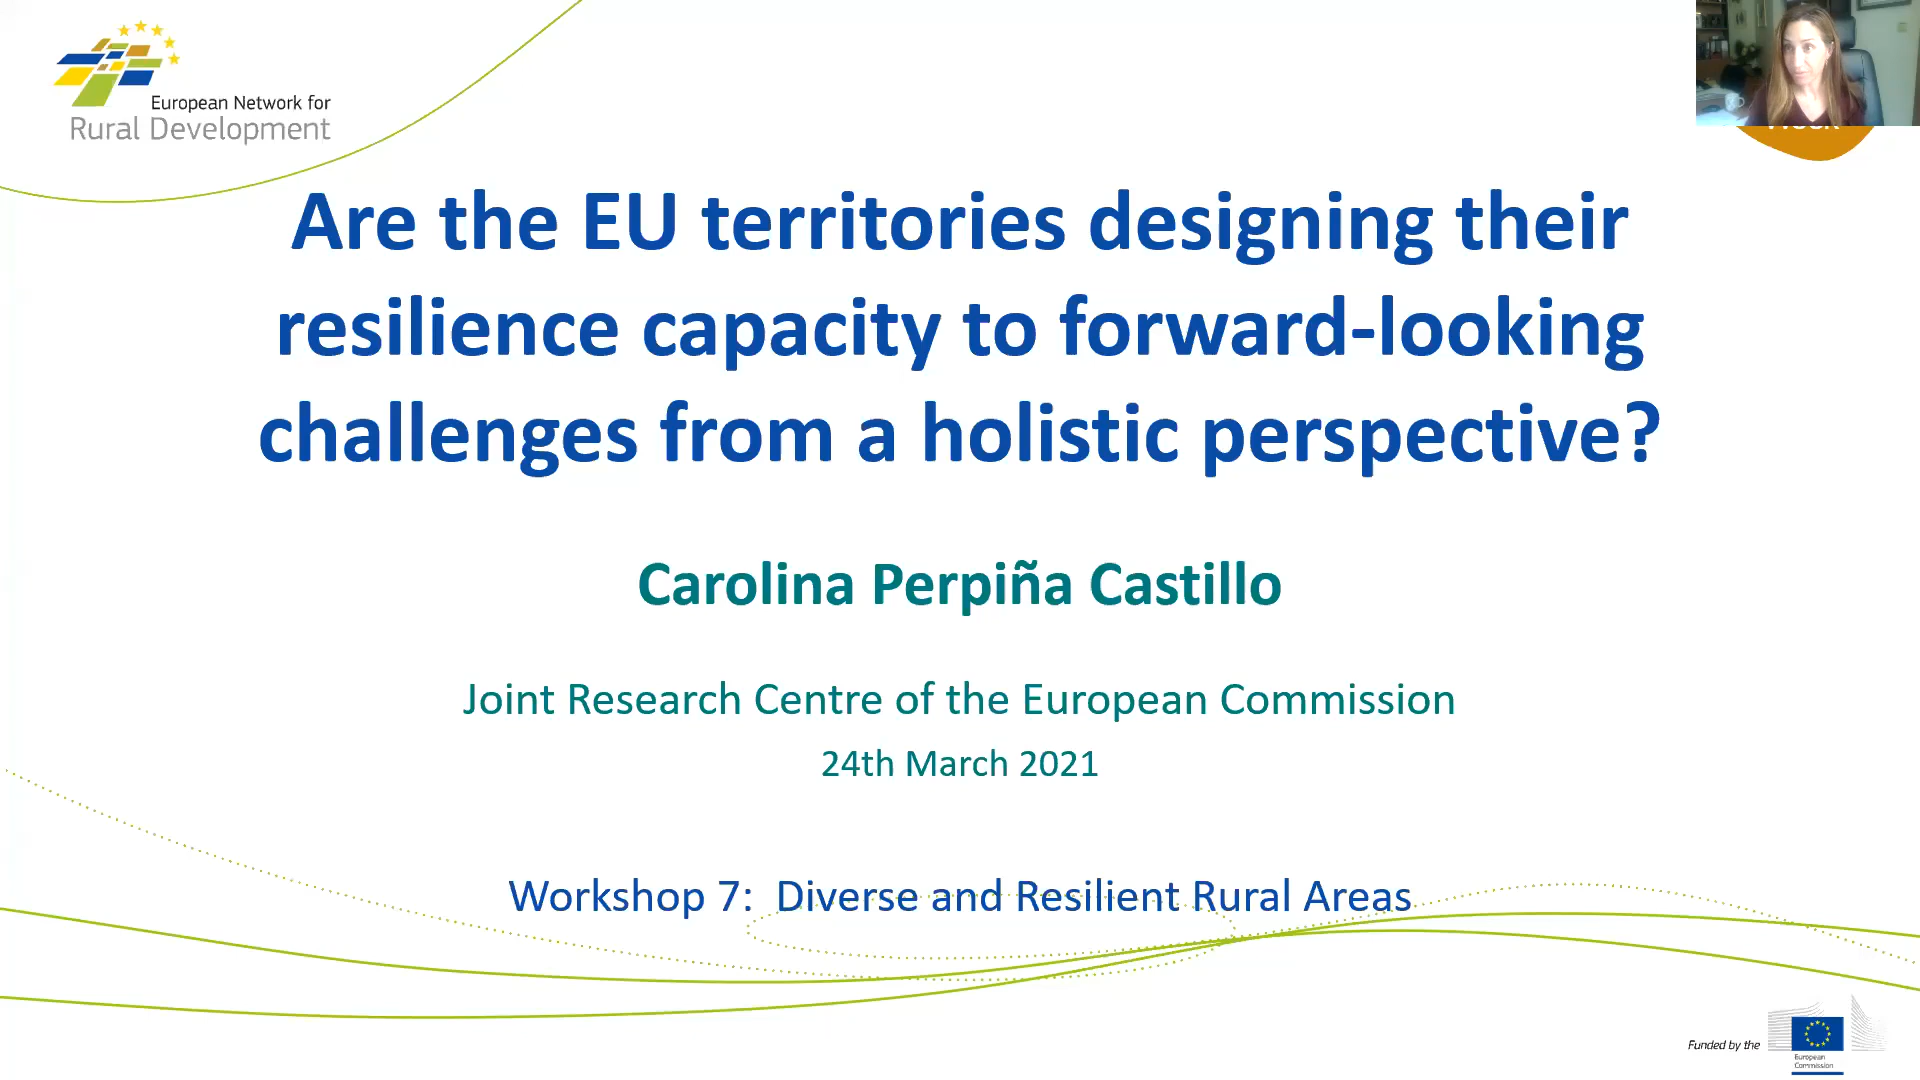 European Network for
Rural Development
Are the EU territories designing their
resilience capacity to forward-looking
challenges from a holistic perspective?
Carolina Perpiña Castillo
Joint Research Centre of the European Commission
24th March 2021
Workshop 7: Diverse and Resilient Rural Areas
Funded by the
European
Commission